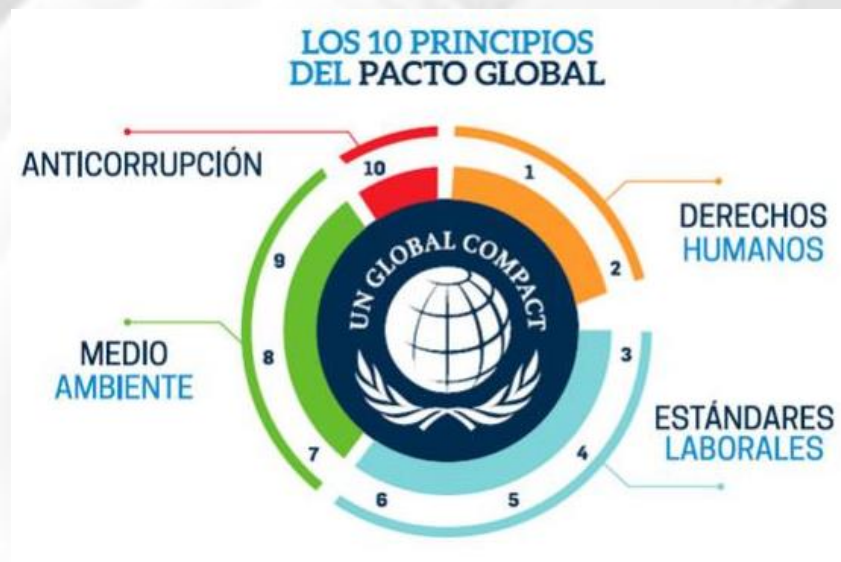 LOS 10 PRINCIPIOS
DEL PACTO GLOBAL
ANTICORRUPCIÓN
10
1
DERECHOS
HUMANOS
2
9
UN GLOBAL COMPACT
MEDIO
AMBIENTE
8
3
ESTÁNDARES
LABORALES
7
4
6
5